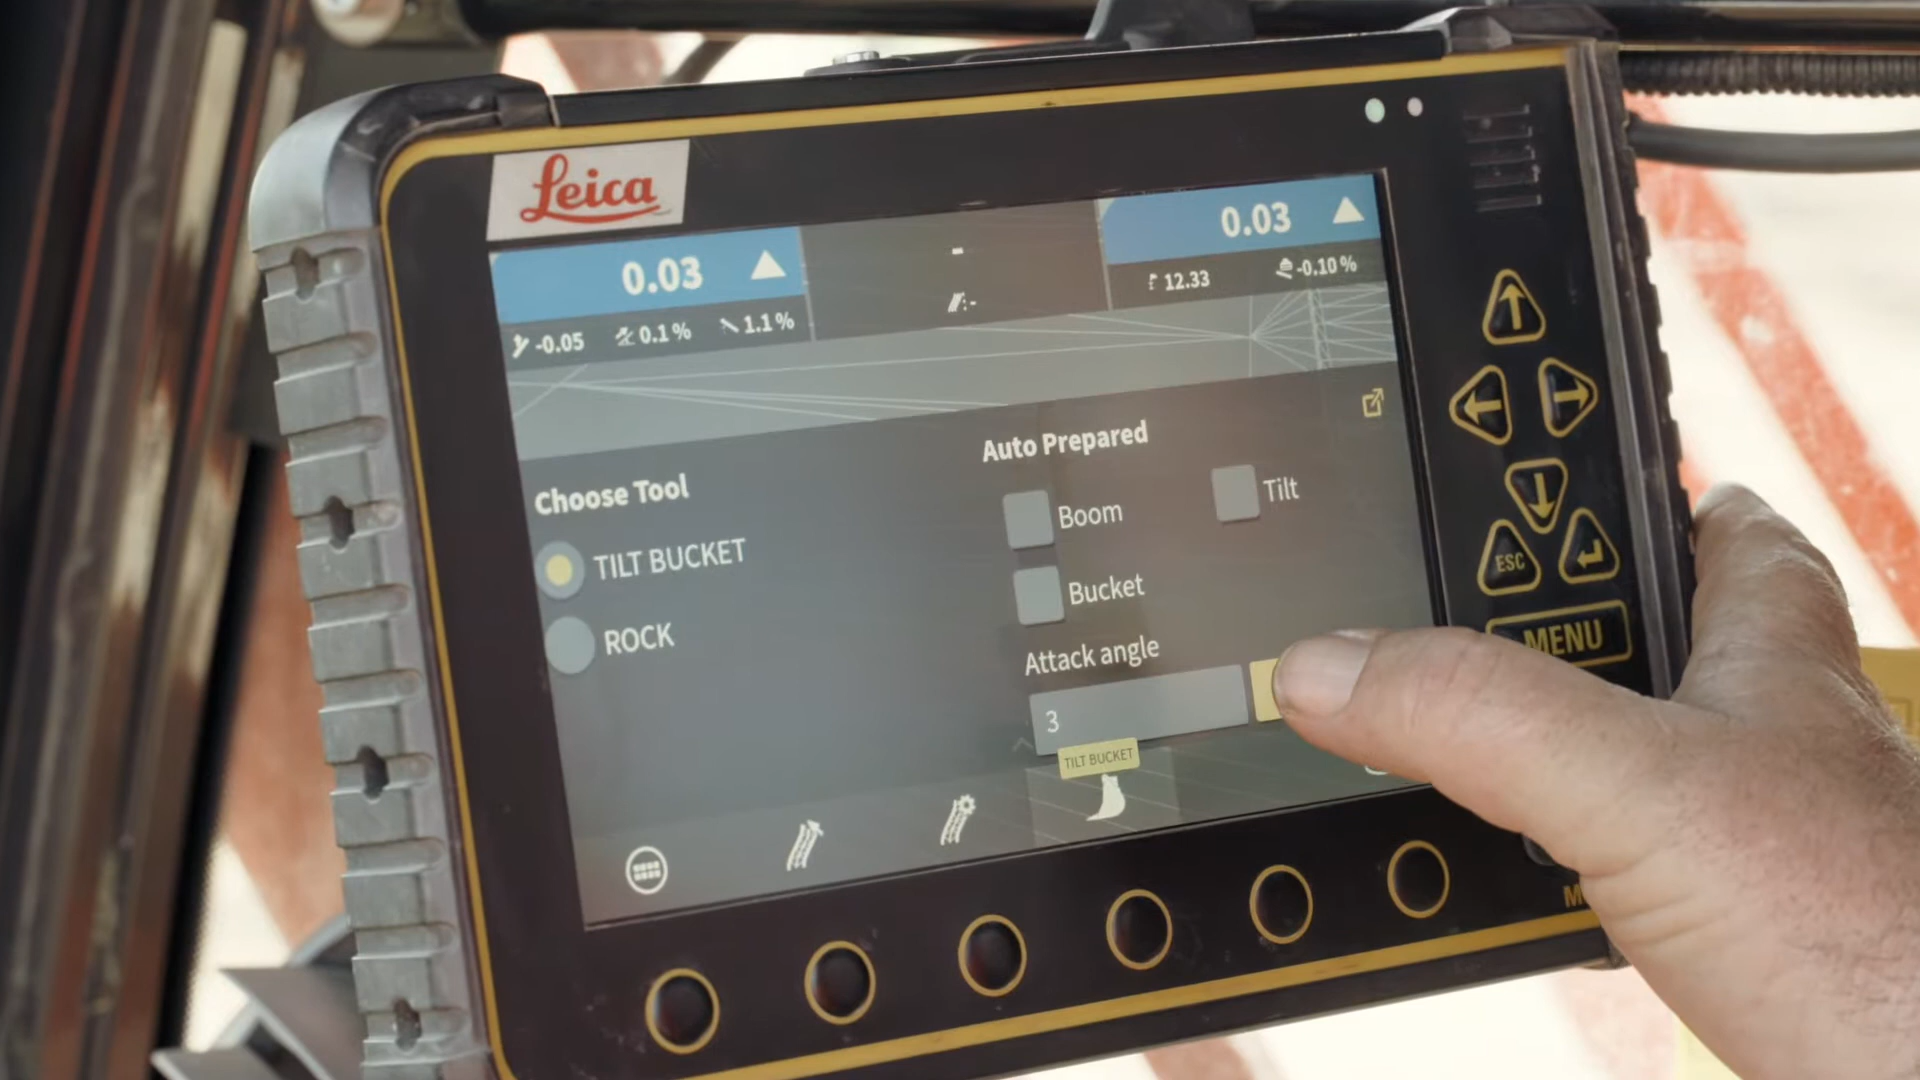 Leica
0.03
0.03
-
-0.05
0.1%
1.1%
:-
12.33
-0.10%
Choose Tool
TILT BUCKET
ROCK
Auto Prepared
Boom
Tilt
Bucket
Attack angle
3
TILT BUCKET
ESC
MENU